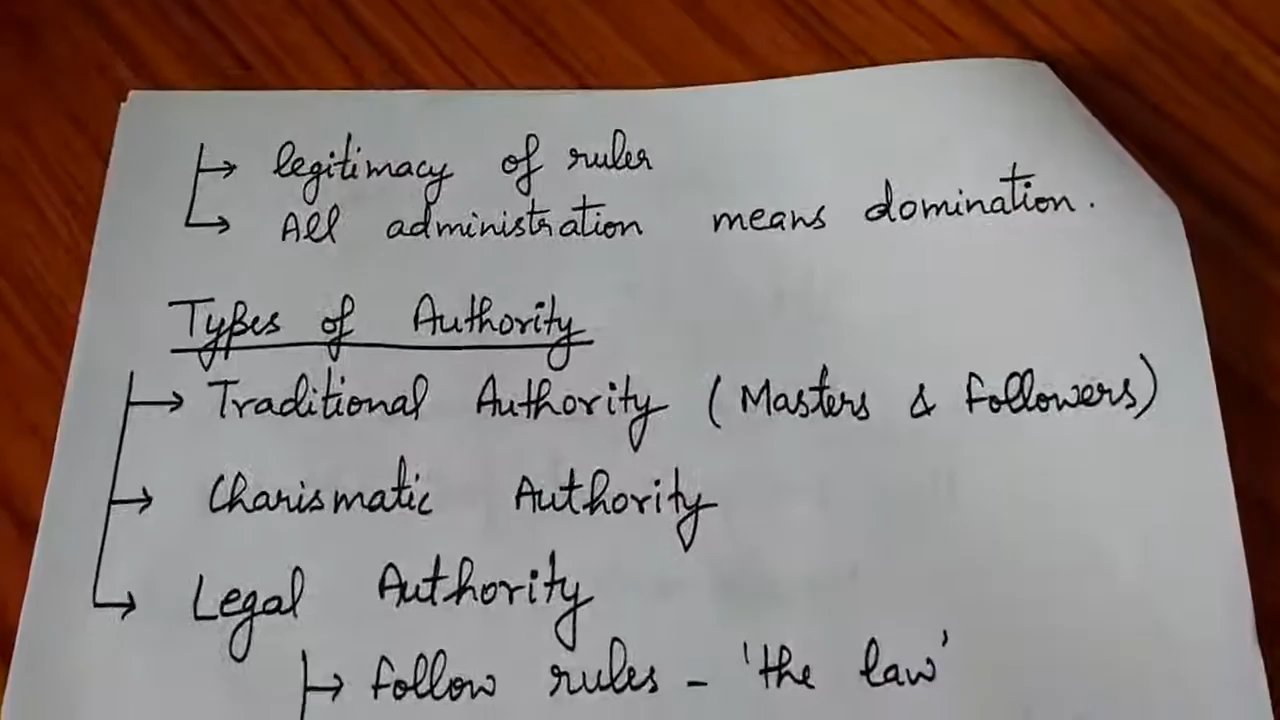 legitimacy of ruler
All administration means domination.
Types of Authority
Traditional Authority (Masters & followers)
Charismatic Authority
Legal Authority
follow rules - 'the law'